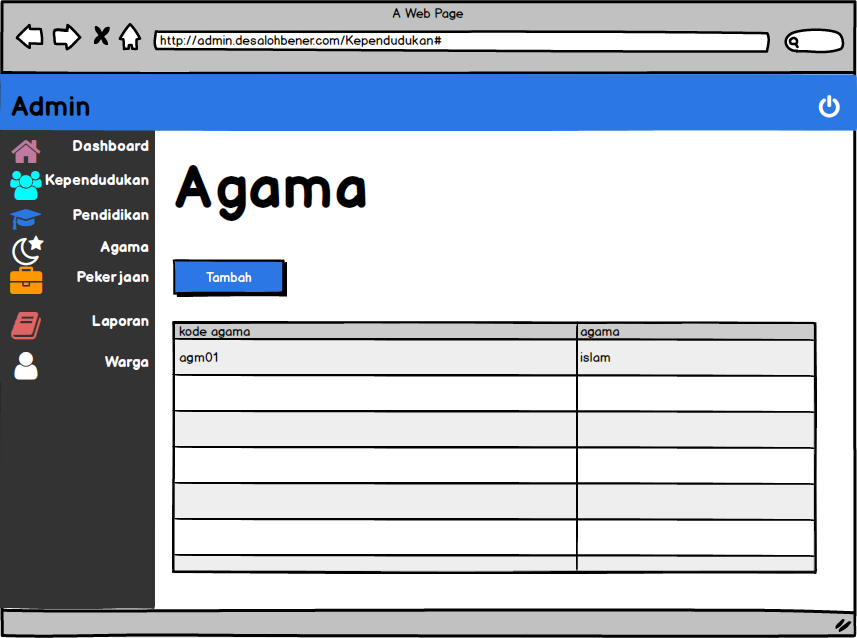 A Web Page
http://admin.desalohbener.com/Kependudukan#
Admin
Dashboard
Kependudukan
Pendidikan
Agama
Pekerjaan
Laporan
Warga
Agama
Tambah
kode agama agama
agm01 islam